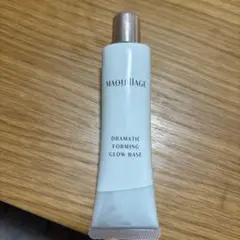 MAQUILLAGE
DRAMATIC
FORMING
GLOW BASE